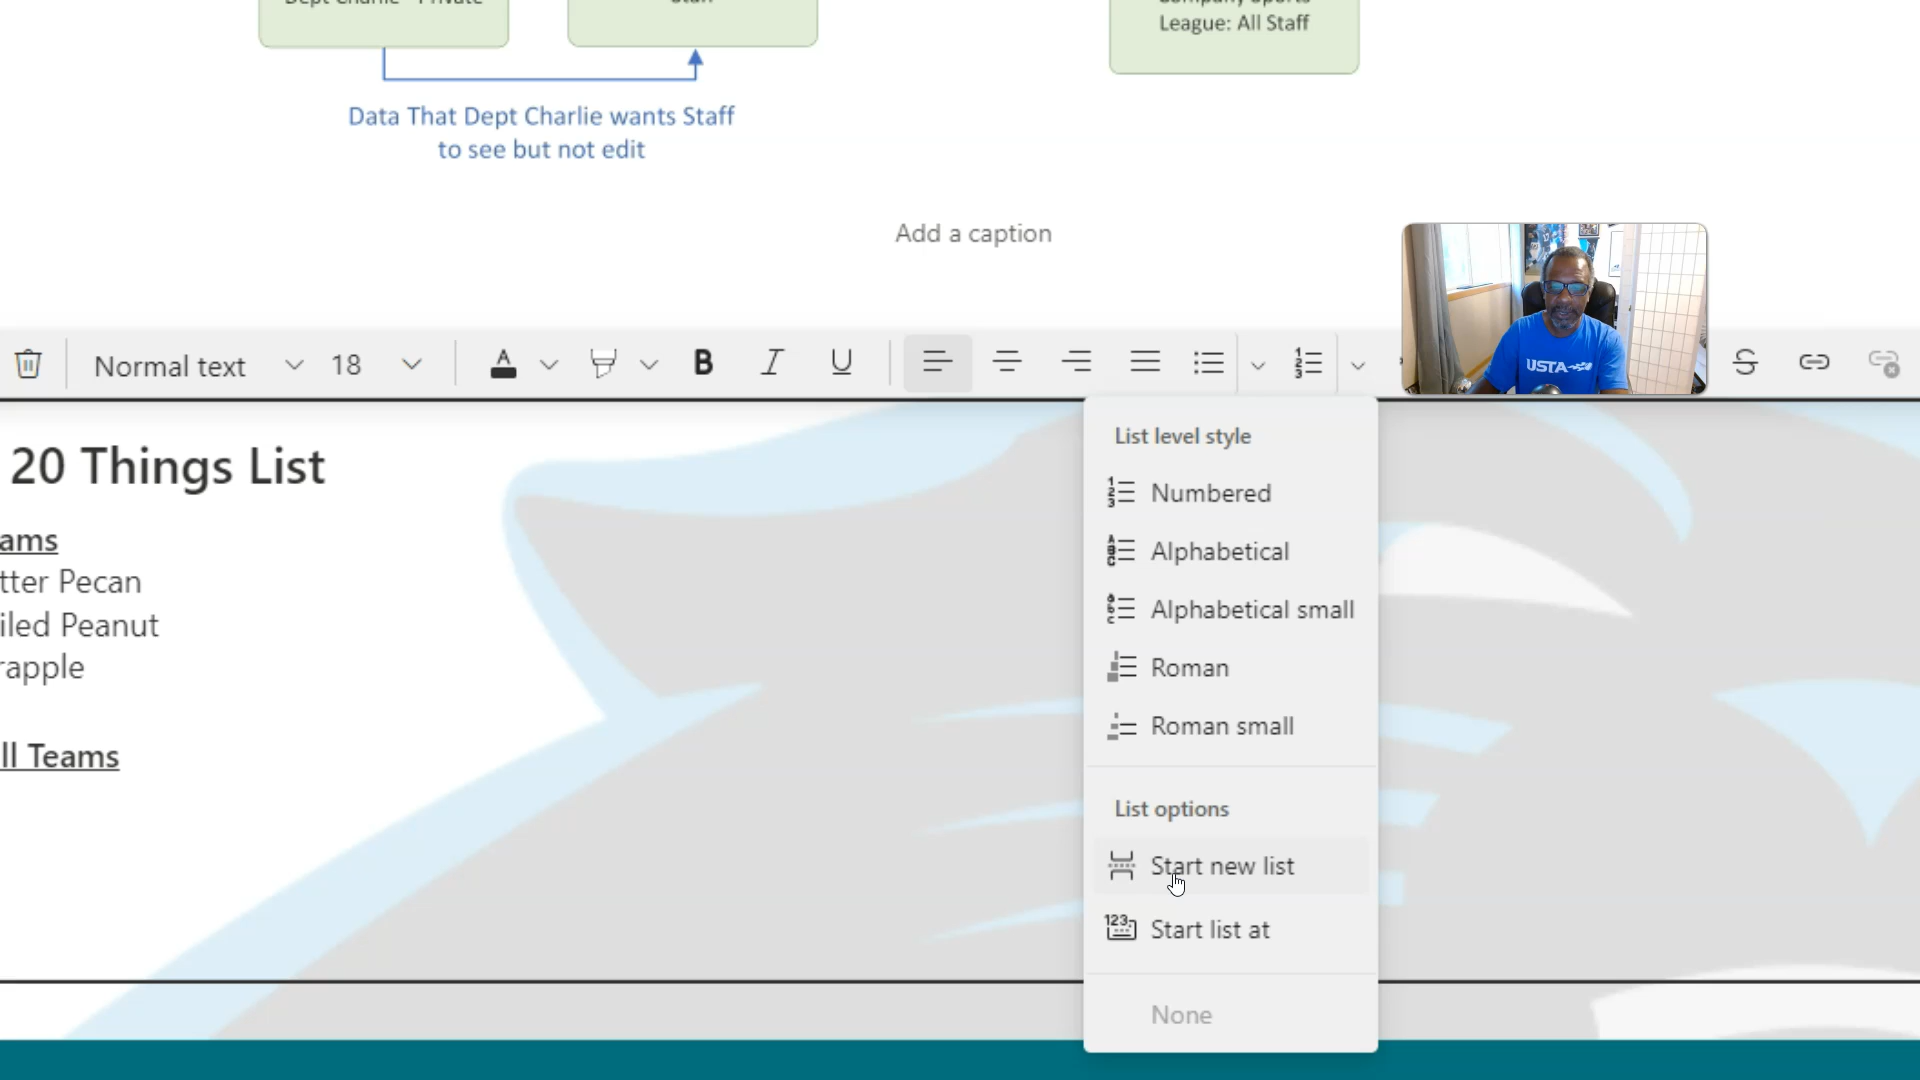 League: All Staff
Data That Dept Charlie wants Staff
to see but not edit
Add a caption
Normal text
18
B I U
USTA
20 Things List
List level style
Numbered
Alphabetical
Alphabetical small
Roman
Roman small
List options
Start new list
Start list at
None
ams
tter Pecan
iled Peanut
rapple
ll Teams